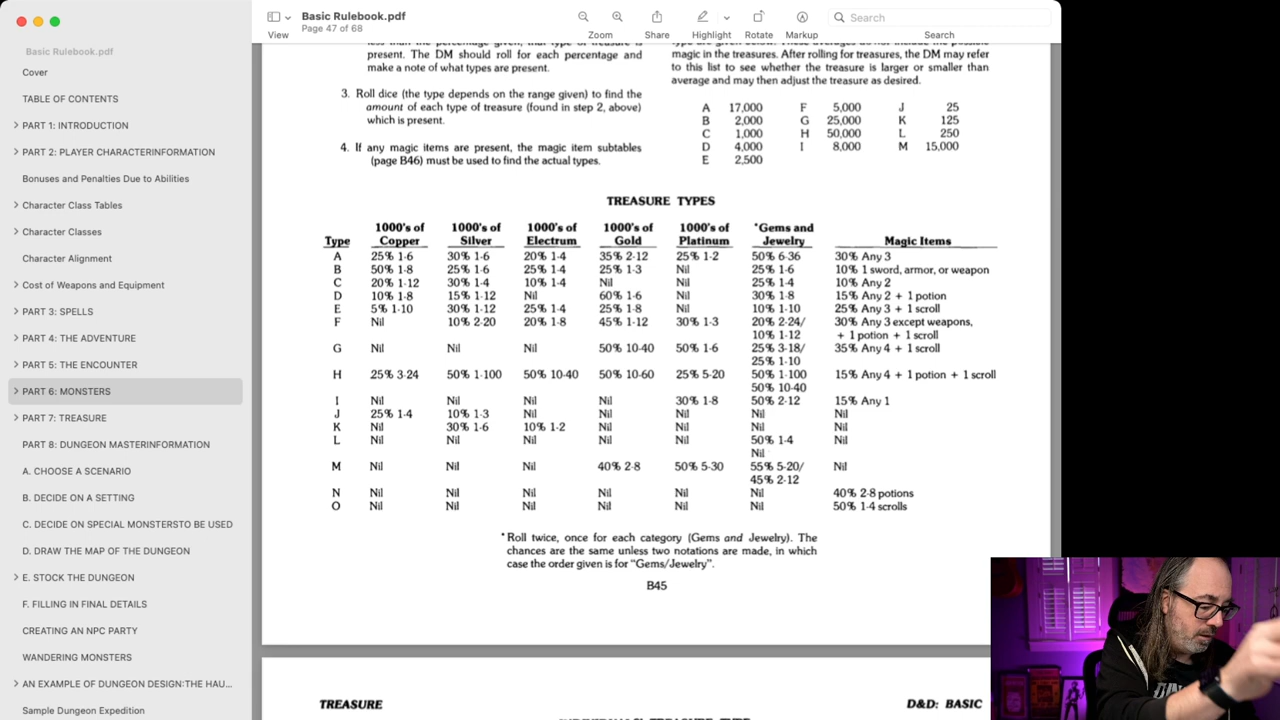 Basic Rulebook.pdf
Page 47 of 68
View
Zoom
Share
Highlight
Rotate
Markup
Search
Search
Basic Rulebook.pdf
Cover
TABLE OF CONTENTS
PART 1: INTRODUCTION
PART 2: PLAYER CHARACTERINFORMATION
Bonuses and Penalties Due to Abilities
Character Class Tables
Character Classes
Character Alignment
Cost of Weapons and Equipment
PART 3: SPELLS
PART 4: THE ADVENTURE
PART 5: THE ENCOUNTER
PART 6: MONSTERS
PART 7: TREASURE
PART 8: DUNGEON MASTERINFORMATION
A. CHOOSE A SCENARIO
B. DECIDE ON A SETTING
C. DECIDE ON SPECIAL MONSTERSTO BE USED
D. DRAW THE MAP OF THE DUNGEON
E. STOCK THE DUNGEON
F. FILLING IN FINAL DETAILS
CREATING AN NPC PARTY
WANDERING MONSTERS
AN EXAMPLE OF DUNGEON DESIGN:THE HAU...
Sample Dungeon Expedition
less than the percentage given, that type of treasure is
present. The DM should roll for each percentage and
make a note of what types are present.
3. Roll dice (the type depends on the range given) to find the
amount of each type of treasure (found in step 2, above)
which is present.
4. If any magic items are present, the magic item subtables
(page B46) must be used to find the actual types.
magic in the treasures. After rolling for treasures, the DM may refer
to this list to see whether the treasure is larger or smaller than
average and may then adjust the treasure as desired.
A 17,000 F 5,000 J 25
B 2,000 G 25,000 K 125
C 1,000 H 50,000 L 250
D 4,000 I 8,000 M 15,000
E 2,500
TREASURE TYPES
1000's of 1000's of 1000's of 1000's of 1000's of *Gems and
Type Copper Silver Electrum Gold Platinum Jewelry Magic Items
A 25% 1-6 30% 1-6 20% 1-4 35% 2-12 25% 1-2 50% 6-36 30% Any 3
B 50% 1-8 25% 1-6 25% 1-4 25% 1-3 Nil 25% 1-6 10% 1 sword, armor, or weapon
C 20% 1-12 30% 1-4 10% 1-4 Nil Nil 25% 1-4 10% Any 2
D 10% 1-8 15% 1-12 Nil 60% 1-6 Nil 30% 1-8 15% Any 2 + 1 potion
E 5% 1-10 30% 1-12 25% 1-4 25% 1-8 Nil 10% 1-10 25% Any 3 + 1 scroll
F Nil 10% 2-20 20% 1-8 45% 1-12 30% 1-3 20% 2-24/ 30% Any 3 except weapons,
10% 1-12 + 1 potion + 1 scroll
G Nil Nil Nil 50% 10-40 50% 1-6 25% 3-18/ 35% Any 4 + 1 scroll
25% 1-10
H 25% 3-24 50% 1-100 50% 10-40 50% 10-60 25% 5-20 50% 1-100 15% Any 4 + 1 potion + 1 scroll
50% 10-40
I Nil Nil Nil Nil 30% 1-8 50% 2-12 15% Any 1
J 25% 1-4 10% 1-3 Nil Nil Nil Nil Nil
K Nil 30% 1-6 10% 1-2 Nil Nil Nil Nil
L Nil Nil Nil Nil Nil 50% 1-4 Nil
Nil
M Nil Nil Nil 40% 2-8 50% 5-30 55% 5-20/ Nil
45% 2-12
N Nil Nil Nil Nil Nil Nil 40% 2-8 potions
O Nil Nil Nil Nil Nil Nil 50% 1-4 scrolls
*Roll twice, once for each category (Gems and Jewelry). The
chances are the same unless two notations are made, in which
case the order given is for "Gems/Jewelry".
B45
TREASURE D&D: BASIC